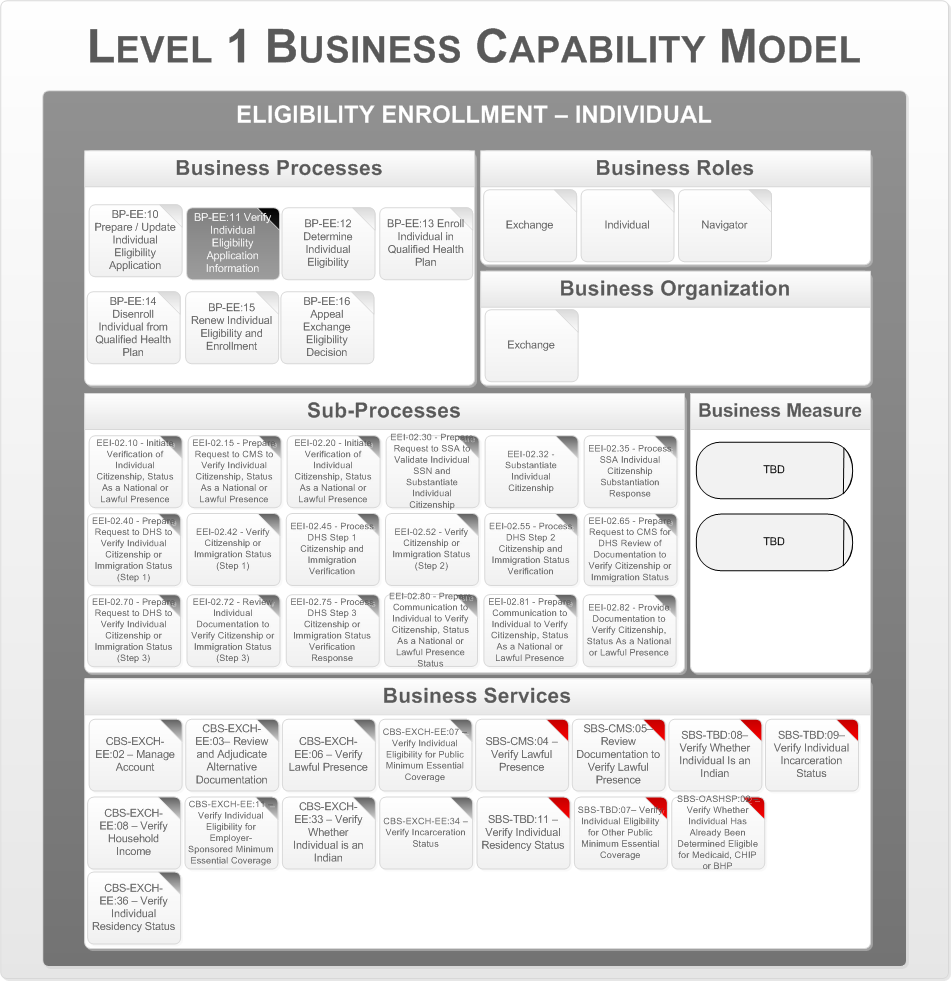 LEVEL 1 BUSINESS CAPABILITY MODEL
ELIGIBILITY ENROLLMENT – INDIVIDUAL
Business Processes
BP-EE:10
Prepare / Update
Individual
Eligibility
Application
BP-EE:11 Verify
Individual
Eligibility
Application
Information
BP-EE:12
Determine
Individual
Eligibility
BP-EE:13 Enroll
Individual in
Qualified Health
Plan
BP-EE:14
Disenroll
Individual from
Qualified Health
Plan
BP-EE:15
Renew Individual
Eligibility and
Enrollment
BP-EE:16
Appeal
Exchange
Eligibility
Decision
Business Roles
Exchange
Individual
Navigator
Business Organization
Exchange
Sub-Processes
EEI-02.10 - Initiate
Verification of
Individual
Citizenship, Status
As a National or
Lawful Presence
EEI-02.15 - Prepare
Request to CMS to
Verify Individual
Citizenship, Status
As a National or
Lawful Presence
EEI-02.20 - Initiate
Verification of
Individual
Citizenship, Status
As a National or
Lawful Presence
EEI-02.30 - Prepare
Request to SSA to
Validate Individual
SSN and
Substantiate
Individual
Citizenship
EEI-02.32 -
Substantiate
Individual
Citizenship
EEI-02.35 - Process
SSA Individual
Citizenship
Substantiation
Response
EEI-02.40 - Prepare
Request to DHS to
Verify Individual
Citizenship or
Immigration Status
(Step 1)
EEI-02.42 - Verify
Citizenship or
Immigration Status
(Step 1)
EEI-02.45 - Process
DHS Step 1
Citizenship and
Immigration
Verification
EEI-02.52 - Verify
Citizenship or
Immigration Status
(Step 2)
EEI-02.55 - Process
DHS Step 2
Citizenship and
Immigration Status
Verification
EEI-02.65 - Prepare
Request to CMS for
DHS Review of
Documentation to
Verify Citizenship or
Immigration Status
EEI-02.70 - Prepare
Request to DHS to
Verify Individual
Citizenship or
Immigration Status
(Step 3)
EEI-02.72 - Review
Individual
Documentation to
Verify Citizenship or
Immigration Status
(Step 3)
EEI-02.75 - Process
DHS Step 3
Citizenship or
Immigration Status
Verification
Response
EEI-02.80 - Prepare
Communication to
Individual to Verify
Citizenship, Status
As a National or
Lawful Presence
Status
EEI-02.81 - Prepare
Communication to
Individual to Verify
Citizenship, Status
As a National or
Lawful Presence
EEI-02.82 - Provide
Documentation to
Verify Citizenship,
Status As a National
or Lawful Presence
Business Measure
TBD
TBD
Business Services
CBS-EXCH-
EE:02 – Manage
Account
CBS-EXCH-
EE:03– Review
and Adjudicate
Alternative
Documentation
CBS-EXCH-
EE:06 – Verify
Lawful Presence
CBS-EXCH-EE:07 –
Verify Individual
Eligibility for Public
Minimum Essential
Coverage
SBS-CMS:04 –
Verify Lawful
Presence
SBS-CMS:05–
Review
Documentation to
Verify Lawful
Presence
SBS-TBD:08–
Verify Whether
Individual Is an
Indian
SBS-TBD:09–
Verify Individual
Incarceration
Status
CBS-EXCH-
EE:08 – Verify
Household
Income
CBS-EXCH-EE:11 –
Verify Individual
Eligibility for
Employer-
Sponsored Minimum
Essential Coverage
CBS-EXCH-
EE:33 – Verify
Whether
Individual is an
Indian
CBS-EXCH-EE:34 –
Verify Incarceration
Status
SBS-TBD:11 –
Verify Individual
Residency Status
SBS-TBD:07– Verify
Individual Eligibility
for Other Public
Minimum Essential
Coverage
Verify Whether
Individual Has
Already Been
Determined Eligible
for Medicaid, CHIP
or BHP
CBS-EXCH-
EE:36 – Verify
Individual
Residency Status